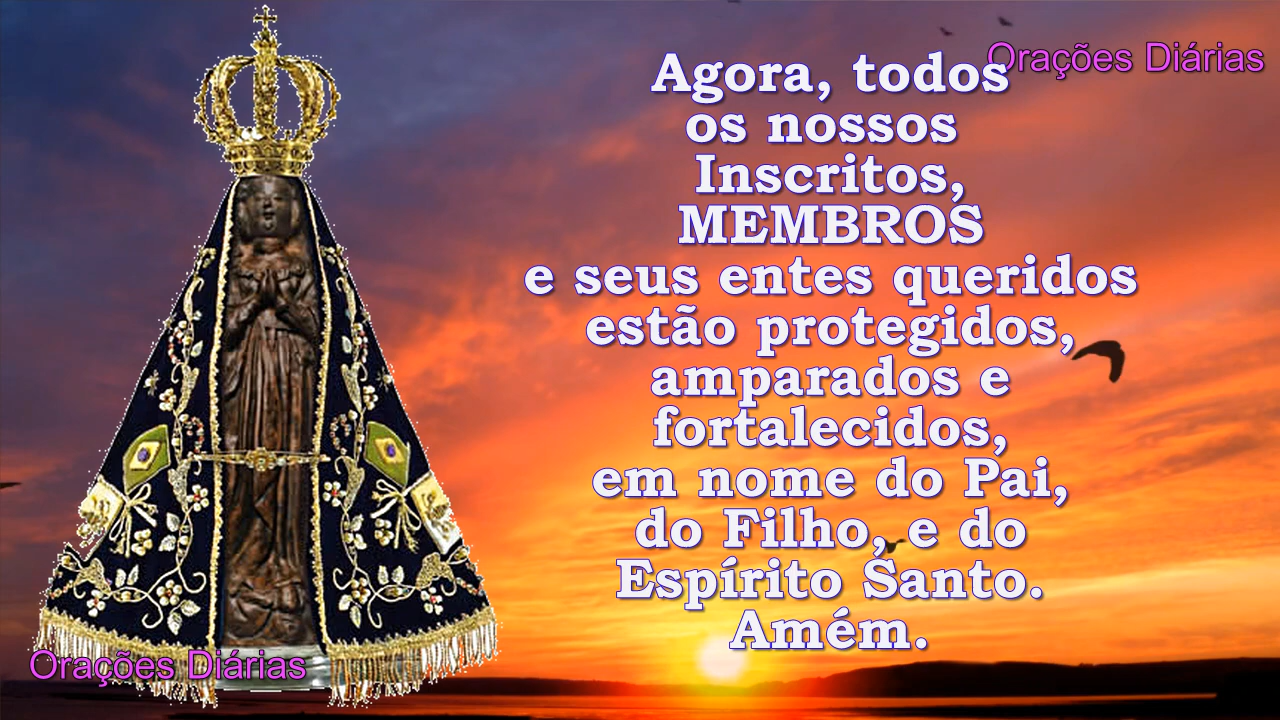 Orações Diárias
Agora, todos
os nossos
Inscritos,
MEMBROS
e seus entes queridos
estão protegidos,
amparados e
fortalecidos,
em nome do Pai,
do Filho, e do
Espírito Santo.
Amém.
Orações Diárias